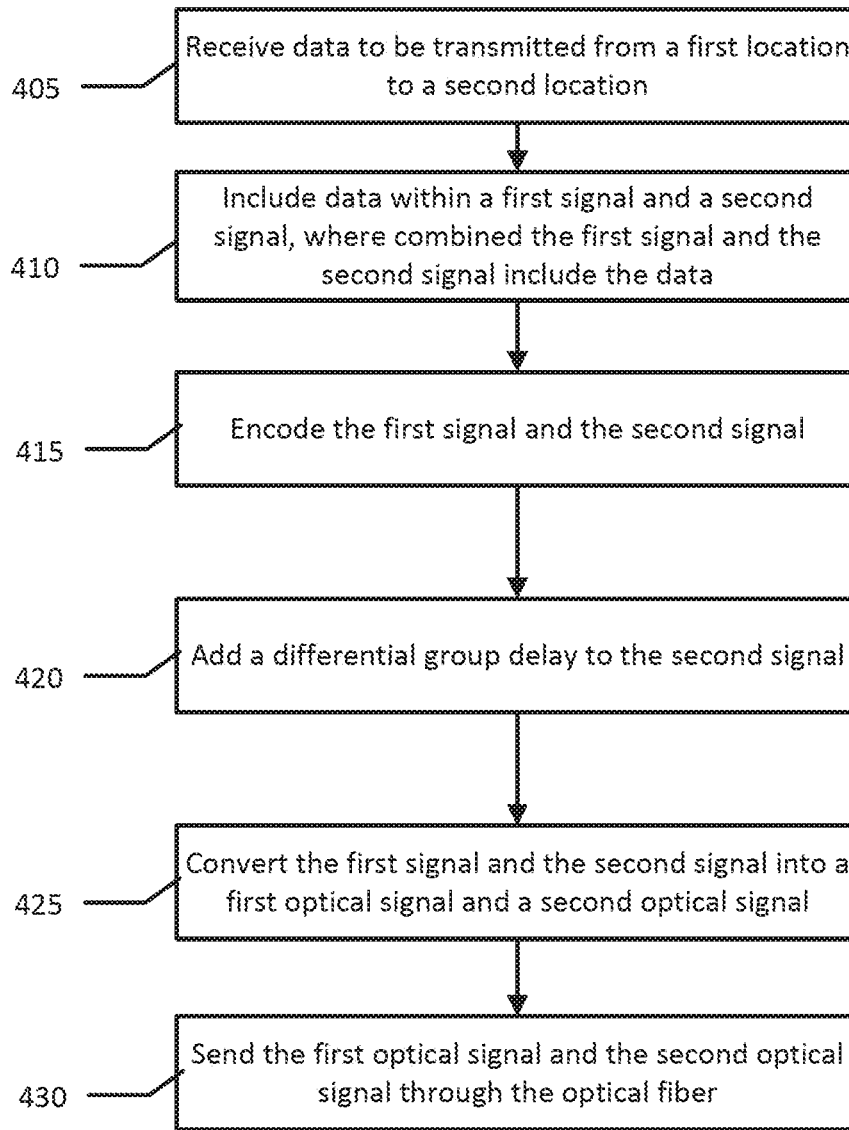 Receive data to be transmitted from a first location
to a second location
405
Include data within a first signal and a second
signal, where combined the first signal and the
second signal include the data
410
Encode the first signal and the second signal
415
Add a differential group delay to the second signal
420
Convert the first signal and the second signal into a
first optical signal and a second optical signal
425
Send the first optical signal and the second optical
signal through the optical fiber
430